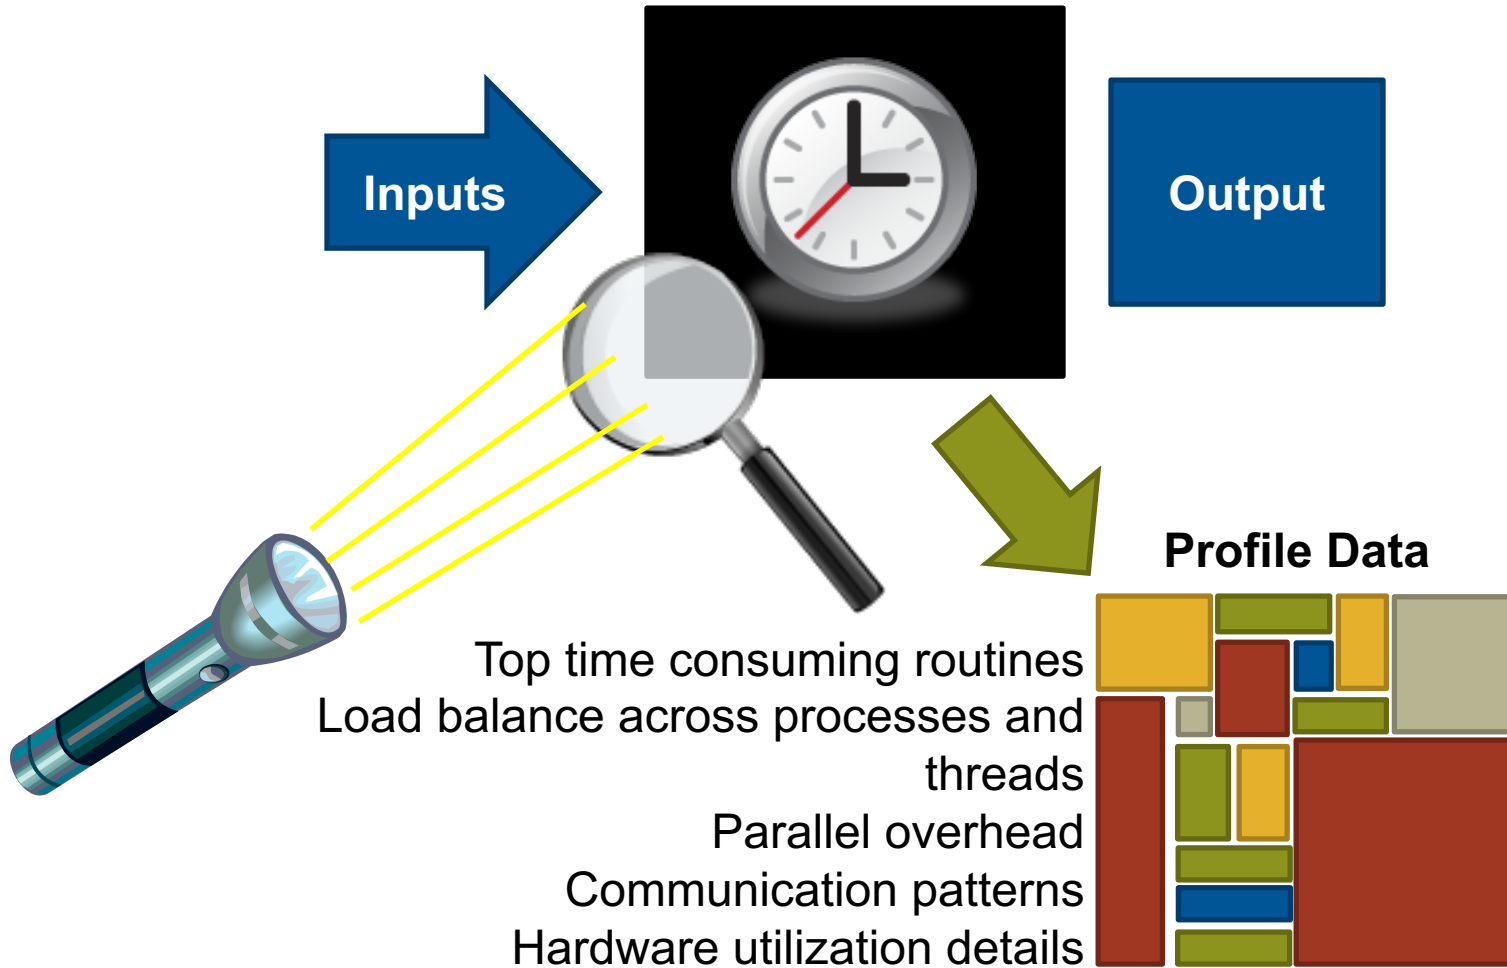 Inputs
Output
Profile Data
Top time consuming routines
Load balance across processes and
threads
Parallel overhead
Communication patterns
Hardware utilization details